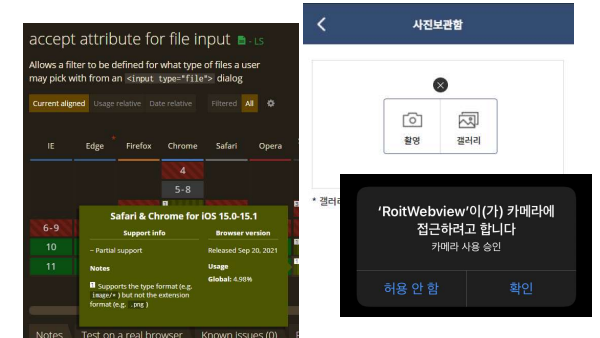 accept attribute for file input - LS
Allows a filter to be defined for what type of files a user
may pick with from an <input type="file"> dialog
Current aligned Usage relative Date relative Filtered All
IE Edge Firefox Chrome Safari Opera
4
5-8
6-9
10
11
Safari & Chrome for iOS 15.0-15.1
Support info
~ Partial support
Notes
1 Supports the type format (e.g.
image/* ) but not the extension
format (e.g. .png )
Browser version
Released Sep 20, 2021
Usage
Global: 4.98%
Notes Test on a real browser Known issues (0)
사진보관함
촬영 갤러리
* 갤러리
'RoitWebview'이(가) 카메라에
접근하려고 합니다
카메라 사용 승인
허용 안 함 확인